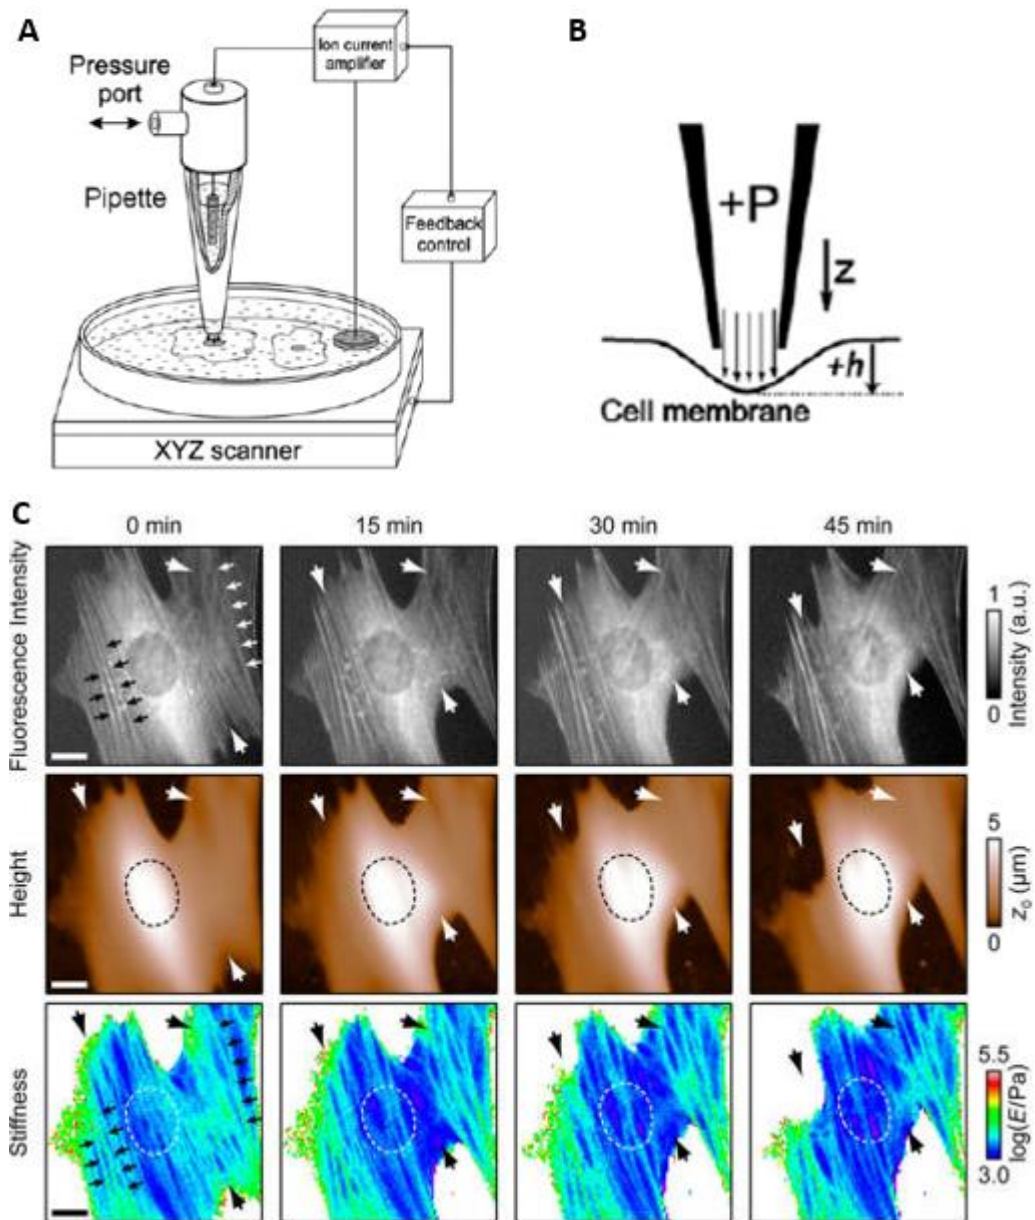 A
Ion current
amplifier
Pressure
port
Pipette
Feedback
control
XYZ scanner
B
+P
z
+h
Cell membrane
C
0 min
15 min
30 min
45 min
Fluorescence Intensity
1
0
Intensity (a.u.)
Height
5
0
z₀ (µm)
Stiffness
5.5
3.0
log(E/Pa)